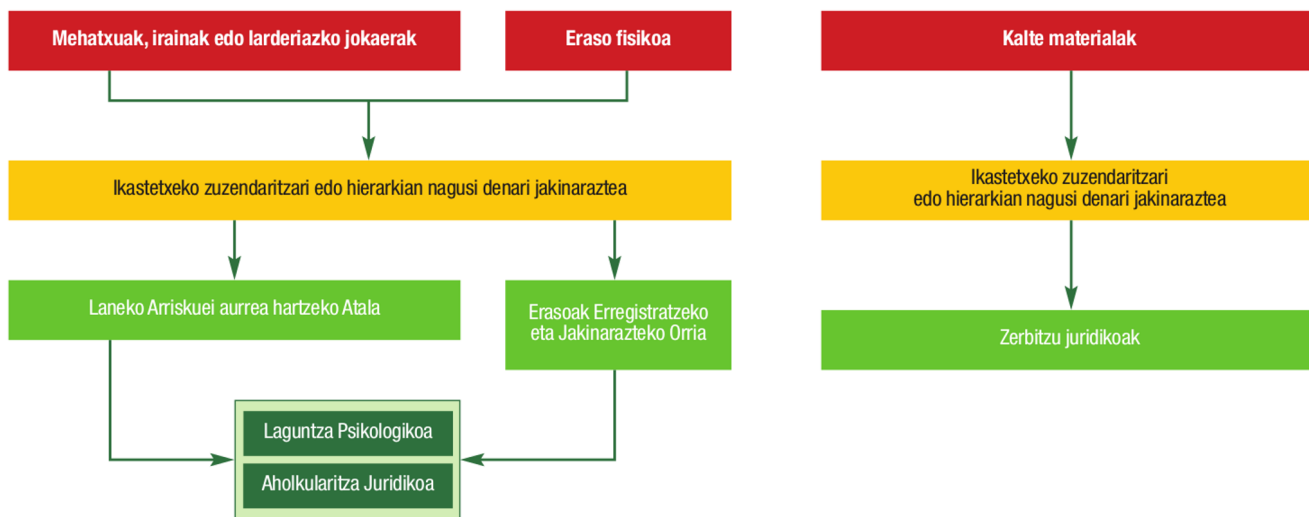 Mehatxuak, irainak edo larderiazko jokaerak
Eraso fisikoa
Kalte materialak
Ikastetxeko zuzendaritzari edo hierarkian nagusi denari jakinaraztea
Ikastetxeko zuzendaritzari
edo hierarkian nagusi denari jakinaraztea
Laneko Arriskuei aurrea hartzeko Atala
Erasoak Erregistratzeko
eta Jakinarazteko Orria
Zerbitzu juridikoak
Laguntza Psikologikoa
Aholkularitza Juridikoa